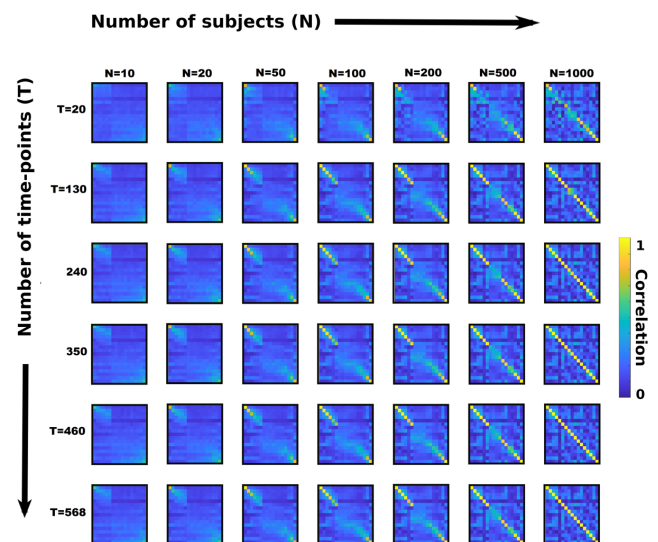 Number of subjects (N)
N=10 N=20 N=50 N=100 N=200 N=500 N=1000
Number of time-points (T)
T=20
T=130
240
350
T=460
T=568
1
Correlation
0